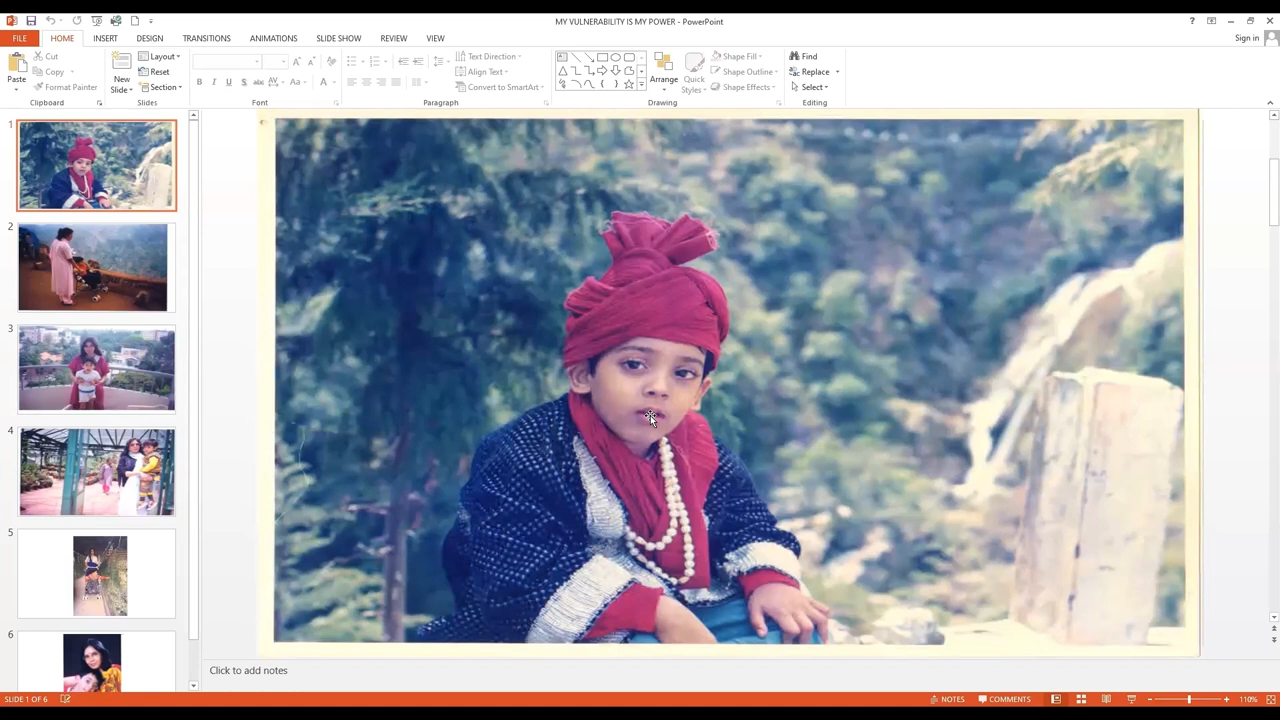 MY VULNERABILITY IS MY POWER - PowerPoint
?
FILE
HOME
INSERT
DESIGN
TRANSITIONS
ANIMATIONS
SLIDE SHOW
REVIEW
VIEW
Sign in
Paste
Cut
Copy
Format Painter
Clipboard
New
Slide
Layout
Reset
Section
Slides
B I U S abc AV Aa A
Font
Text Direction
Align Text
Convert to SmartArt
Paragraph
Arrange
Quick
Styles
Shape Fill
Shape Outline
Shape Effects
Drawing
Find
Replace
Select
Editing
1
2
3
4
5
6
Click to add notes
SLIDE 1 OF 6
NOTES
COMMENTS
110%